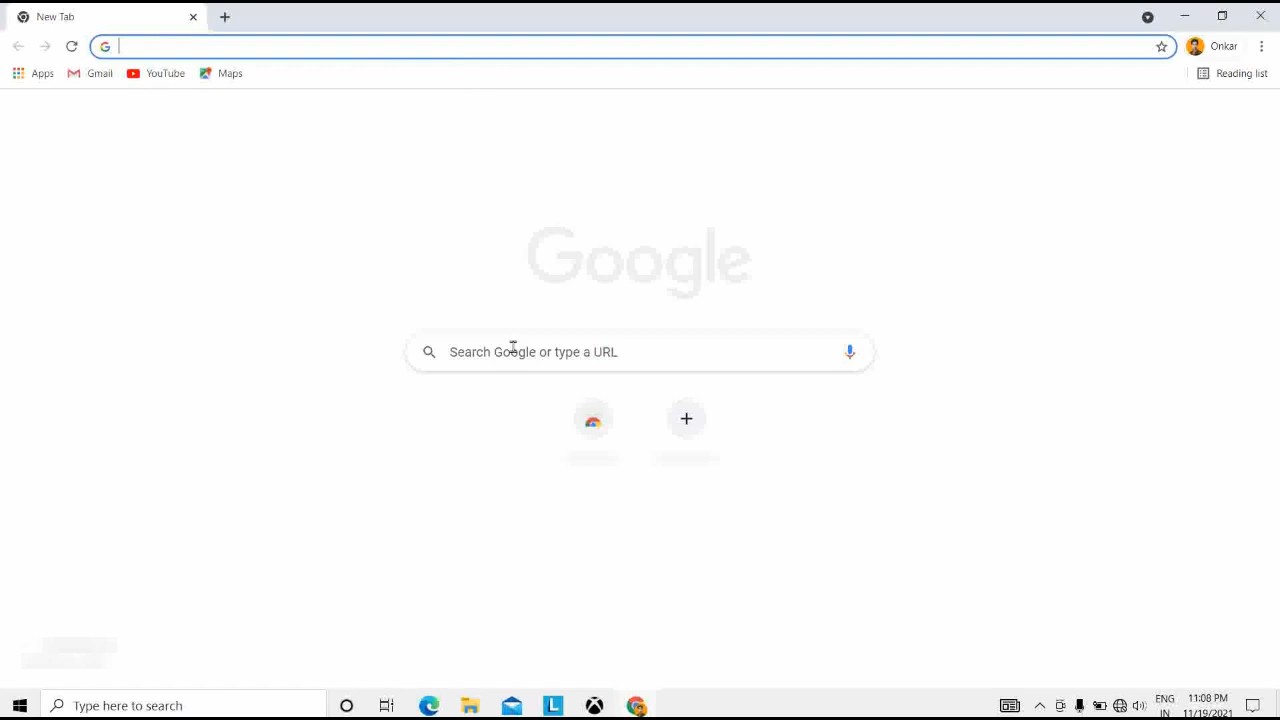 New Tab
Onkar
Apps Gmail YouTube Maps Reading list
Google
Search Google or type a URL
Type here to search
L
ENG
IN
11:08 PM
11/19/2021